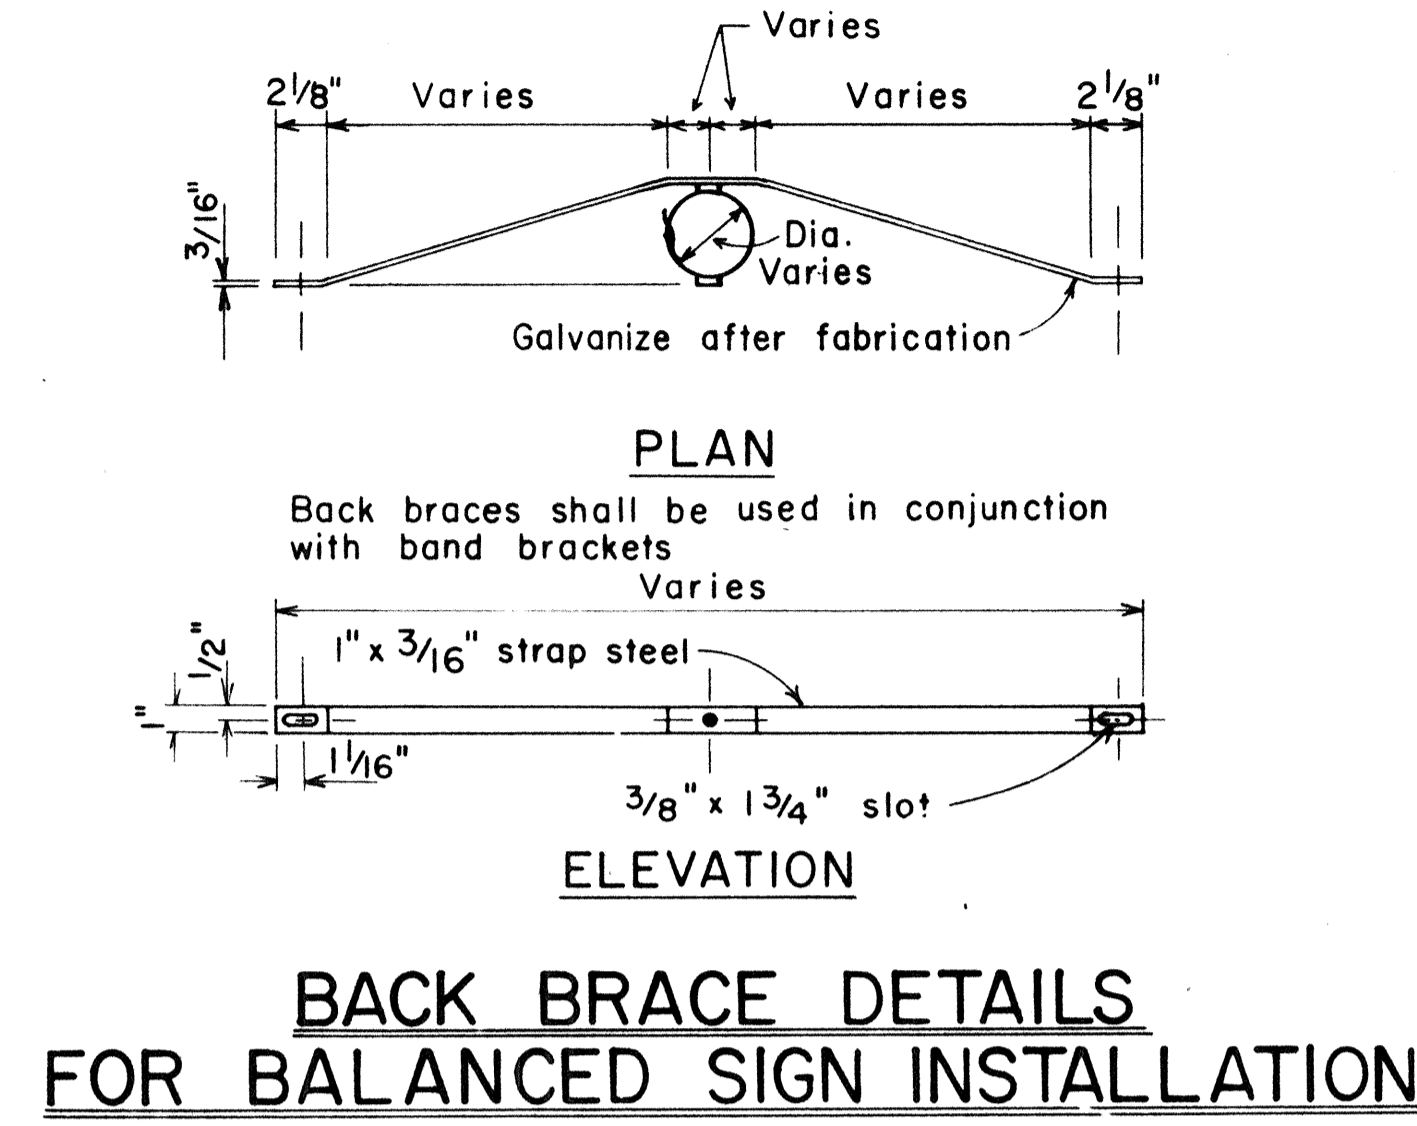 Varies
2 1/8" Varies Varies 2 1/8"
3/16"
Dia.
Varies
Galvanize after fabrication
PLAN
Back braces shall be used in conjunction
with band brackets
Varies
1/2"
1" x 3/16" strap steel
1"
1 1/16"
3/8" x 1 3/4" slot
ELEVATION
BACK BRACE DETAILS
FOR BALANCED SIGN INSTALLATION